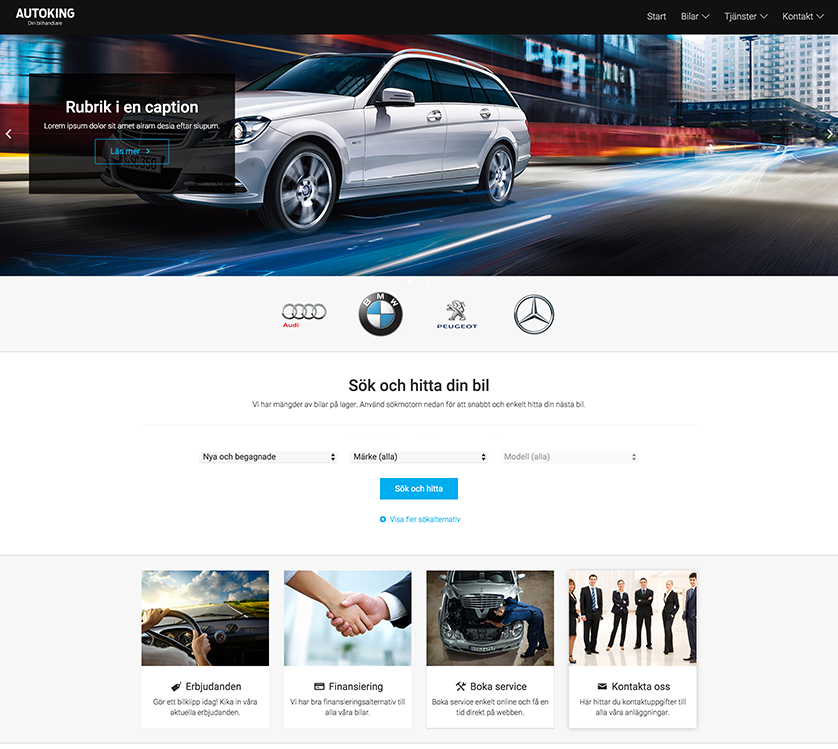 AUTOKING
Din bilhandlare
Start
Bilar
Tjänster
Kontakt
Rubrik i en caption
Lorem ipsum dolor sit amet alram desia eftar siupum.
Läs mer
Audi
BMW
PEUGEOT
Sök och hitta din bil
Vi har mängder av bilar på lager. Använd sökmotorn nedan för att snabbt och enkelt hitta din nästa bil.
Nya och begagnade
Märke (alla)
Modell (alla)
Sök och hitta
Visa fler sökalternativ
Erbjudanden
Gör ett bilklipp idag! Kika in våra
aktuella erbjudanden.
Finansiering
Vi har bra finansieringsalternativ till
alla våra bilar.
Boka service
Boka service enkelt online och få en
tid direkt på webben.
Kontakta oss
Här hittar du kontaktuppgifter till
alla våra anläggningar.